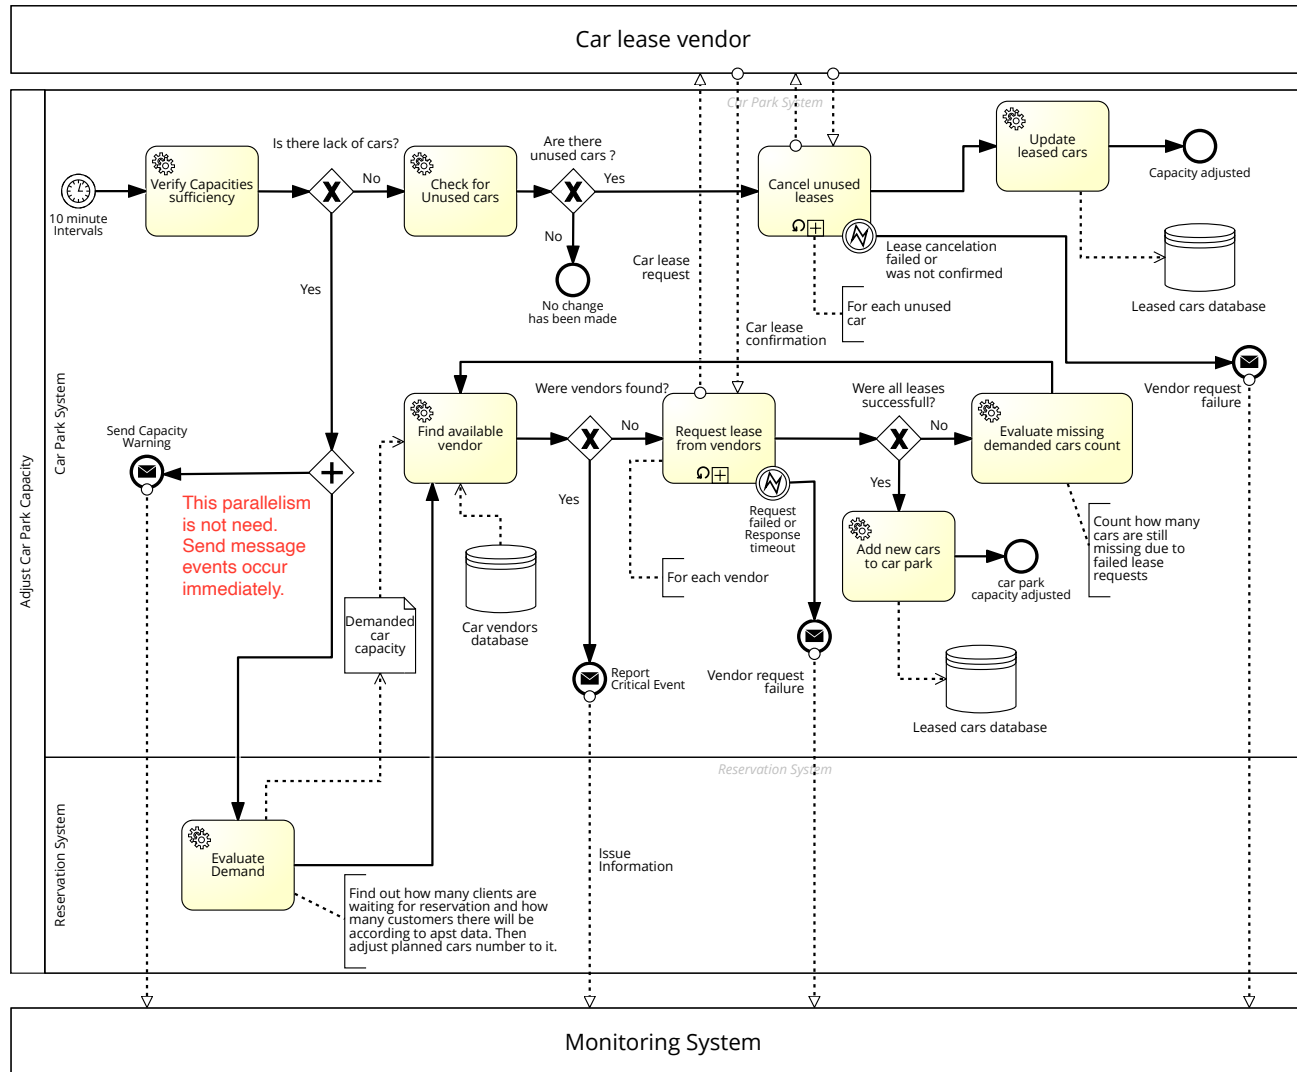 Car lease vendor
Car Park System
Adjust Car Park Capacity
Car Park System
10 minute
Intervals
Verify Capacities
sufficiency
Is there lack of cars?
No
Yes
Check for
Unused cars
Are there
unused cars ?
Yes
No
No change
has been made
Cancel unused
leases
Lease cancelation
failed or
was not confirmed
For each unused
car
Update
leased cars
Capacity adjusted
Leased cars database
Car lease
request
Car lease
confirmation
Vendor request
failure
Send Capacity
Warning
This parallelism
is not need.
Send message
events occur
immediately.
Find available
vendor
Were vendors found?
No
Yes
Request lease
from vendors
Request
failed or
Response
timeout
For each vendor
Were all leases
successfull?
No
Yes
Evaluate missing
demanded cars count
Count how many
cars are still
missing due to
failed lease
requests
Add new cars
to car park
car park
capacity adjusted
Demanded
car
capacity
Car vendors
database
Report
Critical Event
Vendor request
failure
Leased cars database
Reservation System
Reservation System
Evaluate
Demand
Find out how many clients are
waiting for reservation and how
many customers there will be
according to apst data. Then
adjust planned cars number to it.
Issue
Information
Monitoring System